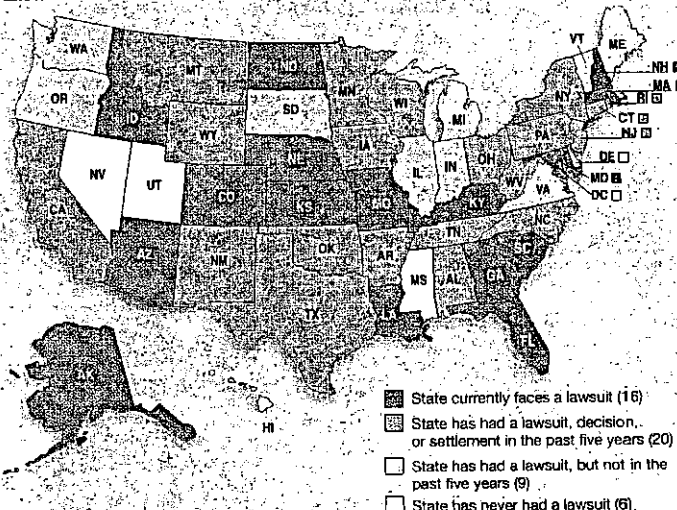 VT
ME
WA
MT
ND
MN
NH
MA
OR
ID
SD
WI
MI
NY
RI
WY
CT
NJ
IA
PA
NE
DE
NV
UT
IL
IN
OH
MD
CO
WV
VA
DC
CA
KS
MO
KY
NC
TN
AZ
NM
OK
AR
SC
MS
AL
GA
TX
LA
FL
AK
HI
State currently faces a lawsuit (16)
State has had a lawsuit, decision,
or settlement in the past five years (20)
State has had a lawsuit, but not in the
past five years (9)
State has never had a lawsuit (6)